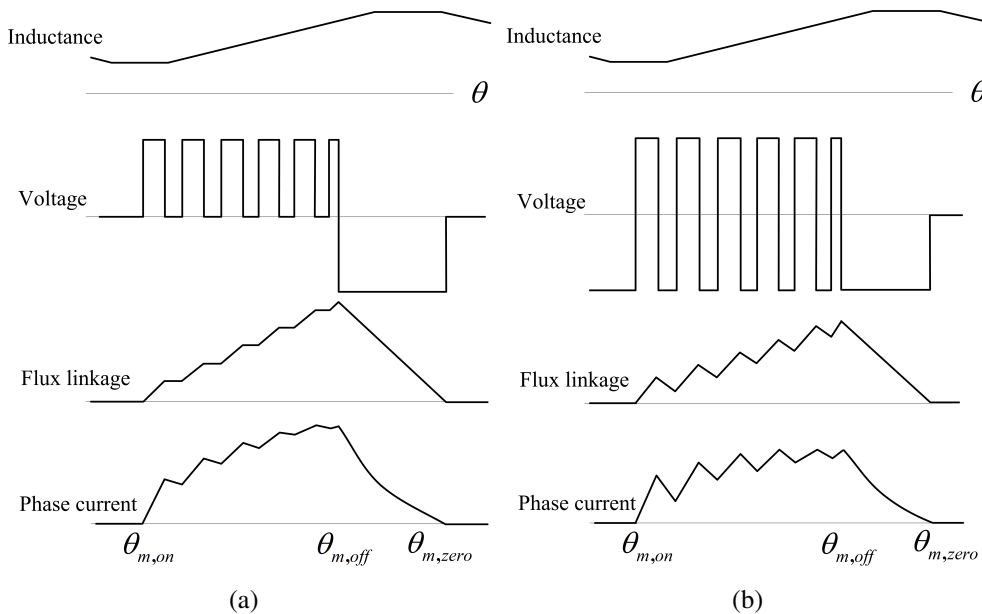 Inductance
θ
Voltage
Flux linkage
Phase current
θm,on
θm,off
θm,zero
(a)
Inductance
θ
Voltage
Flux linkage
Phase current
θm,on
θm,off
θm,zero
(b)